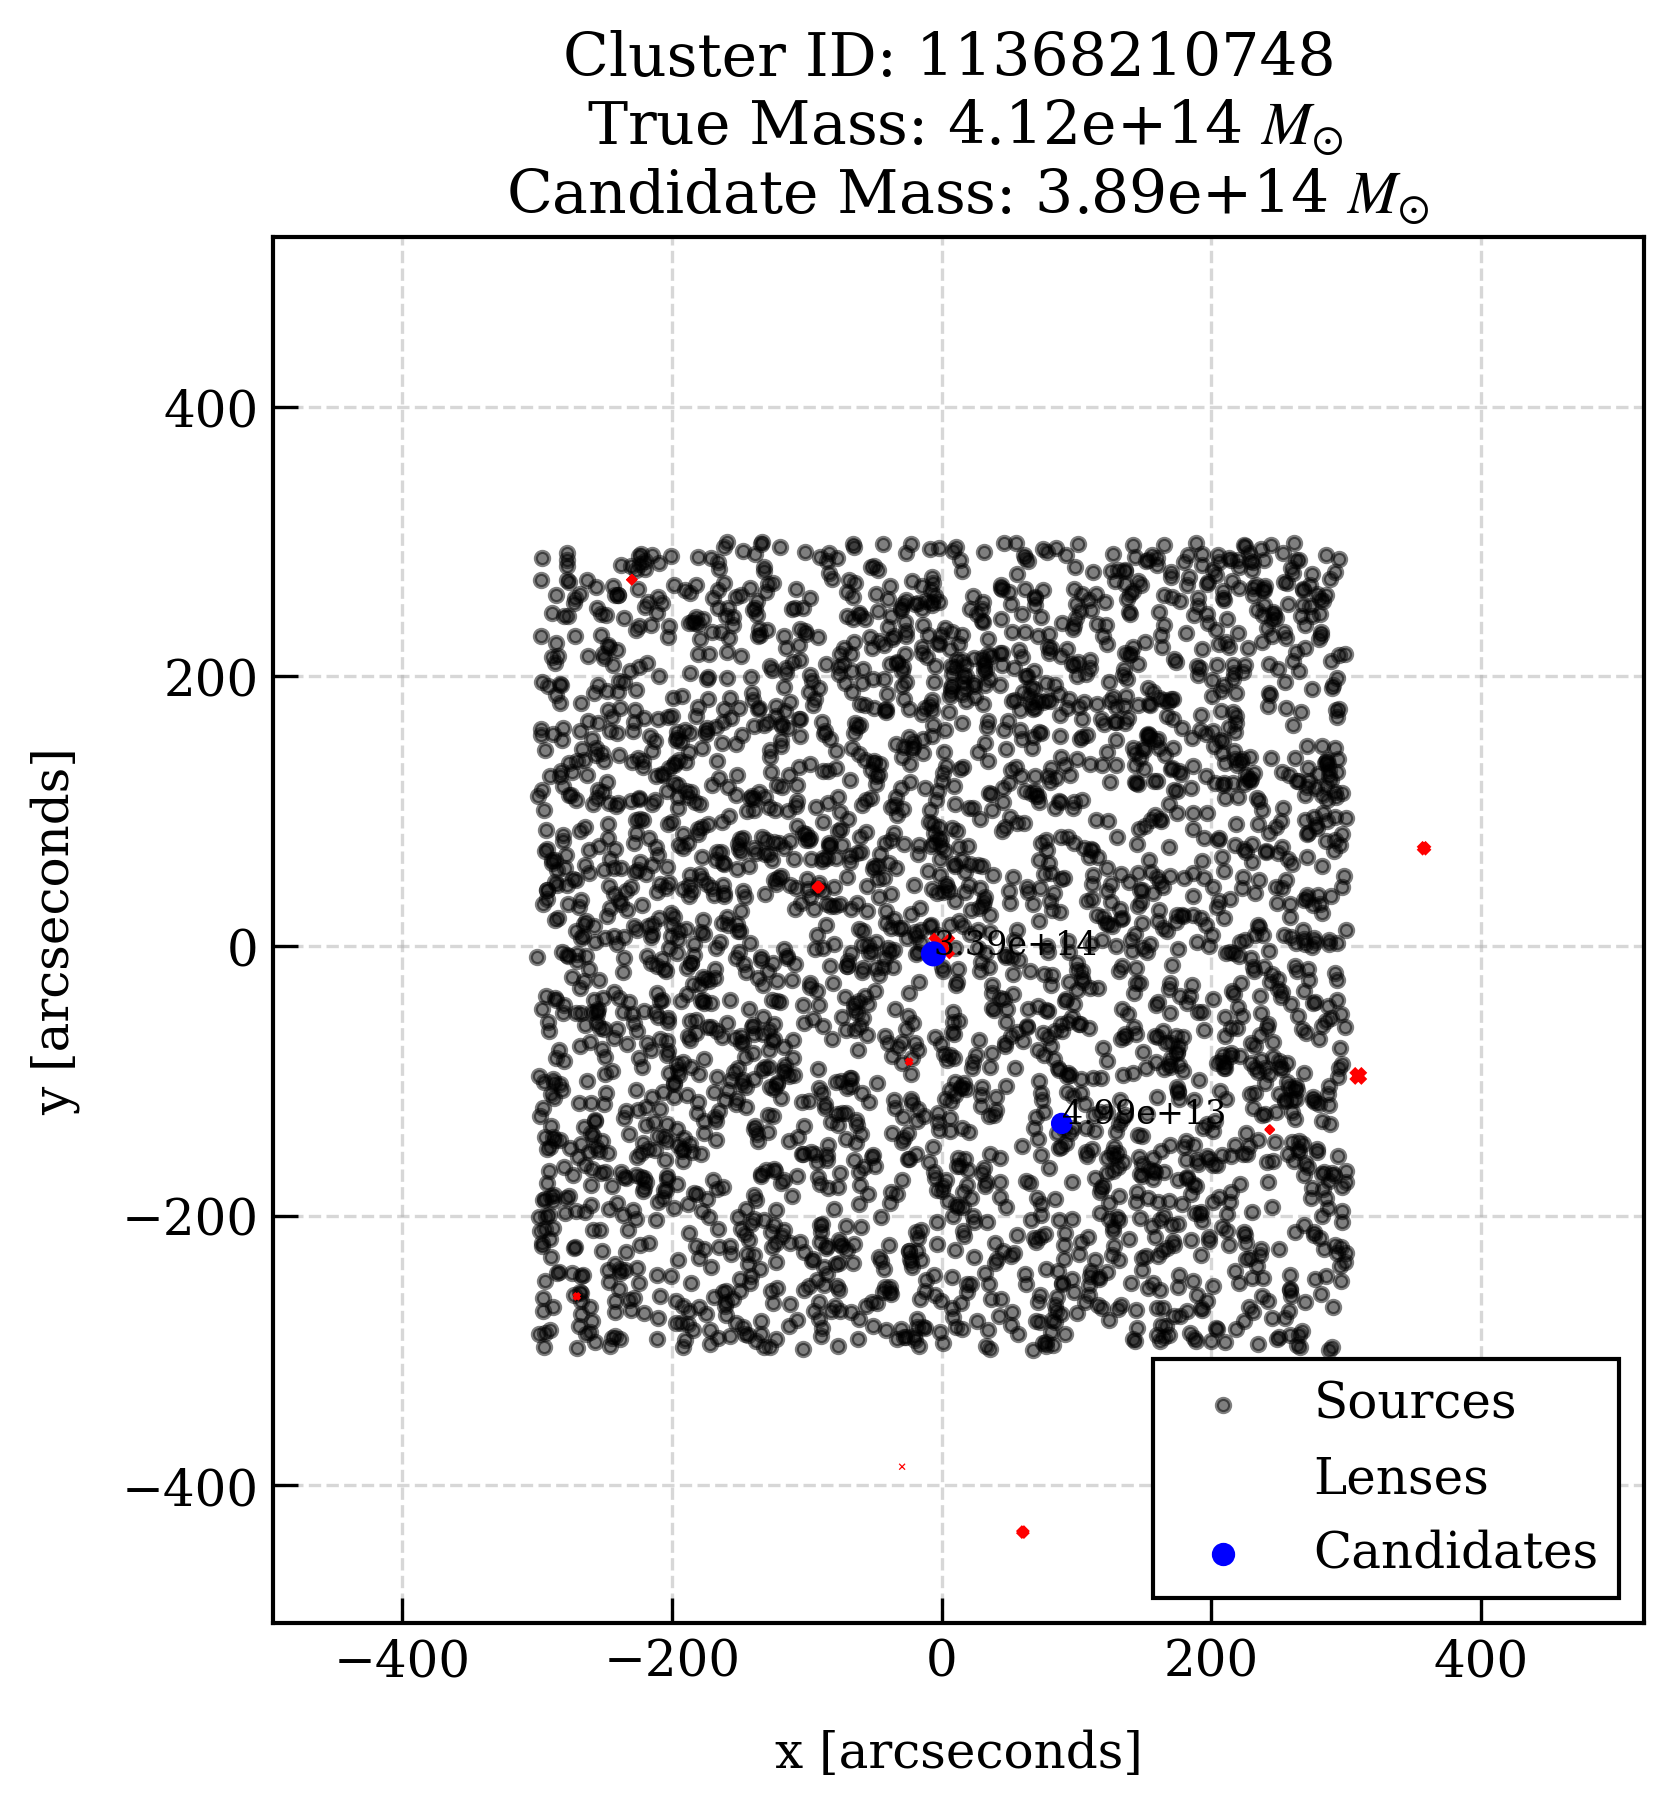 Cluster ID: 11368210748
True Mass: 4.12e+14 M⊙
Candidate Mass: 3.89e+14 M⊙
y [arcseconds]
400
200
0
−200
−400
3.39e+14
4.99e+13
Sources
Lenses
Candidates
−400 −200 0 200 400
x [arcseconds]